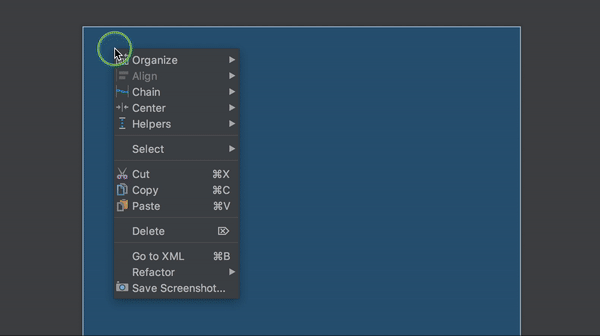 Organize
Align
Chain
Center
Helpers
Select
Cut ⌘X
Copy ⌘C
Paste ⌘V
Delete ⌦
Go to XML ⌘B
Refactor
Save Screenshot...